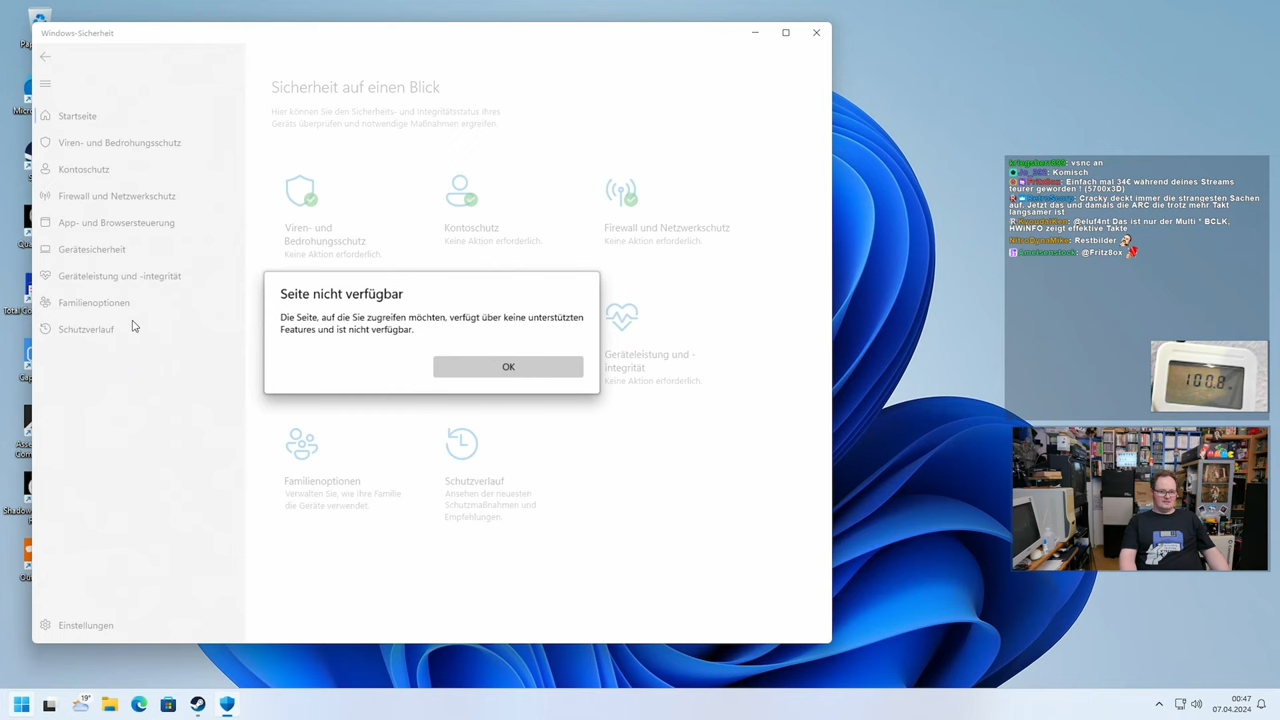 Windows-Sicherheit
Startseite
Viren- und Bedrohungsschutz
Kontoschutz
Firewall und Netzwerkschutz
App- und Browsersteuerung
Gerätesicherheit
Geräteleistung und -integrität
Familienoptionen
Schutzverlauf
Einstellungen
Sicherheit auf einen Blick
Hier können Sie den Sicherheits- und Integritätsstatus Ihres
Geräts überprüfen und notwendige Maßnahmen ergreifen.
Viren- und
Bedrohungsschutz
Keine Aktion erforderlich.
Kontoschutz
Keine Aktion erforderlich.
Firewall und Netzwerkschutz
Keine Aktion erforderlich.
Seite nicht verfügbar
Die Seite, auf die Sie zugreifen möchten, verfügt über keine unterstützten
Features und ist nicht verfügbar.
OK
Geräteleistung und -
integrität
Keine Aktion erforderlich.
Familienoptionen
Verwalten Sie, wie Ihre Familie
die Geräte verwendet.
Schutzverlauf
Ansehen der neuesten
Schutzmaßnahmen und
Empfehlungen.
: vsnc an
: Komisch
: Einfach mal 34€ während deines Streams
teurer geworden ! (5700x3D)
: Cracky deckt immer die strangesten Sachen
auf. Jetzt das und damals die ARC die trotz mehr Takt
langsamer ist
: @eluf4nt Das ist nur der Multi * BCLK,
HWiNFO zeigt effektive Takte
NitroDynaMike: Restbilder
Ameisenstock: @Fritz8ox
100.8
19°
00:47
07.04.2024